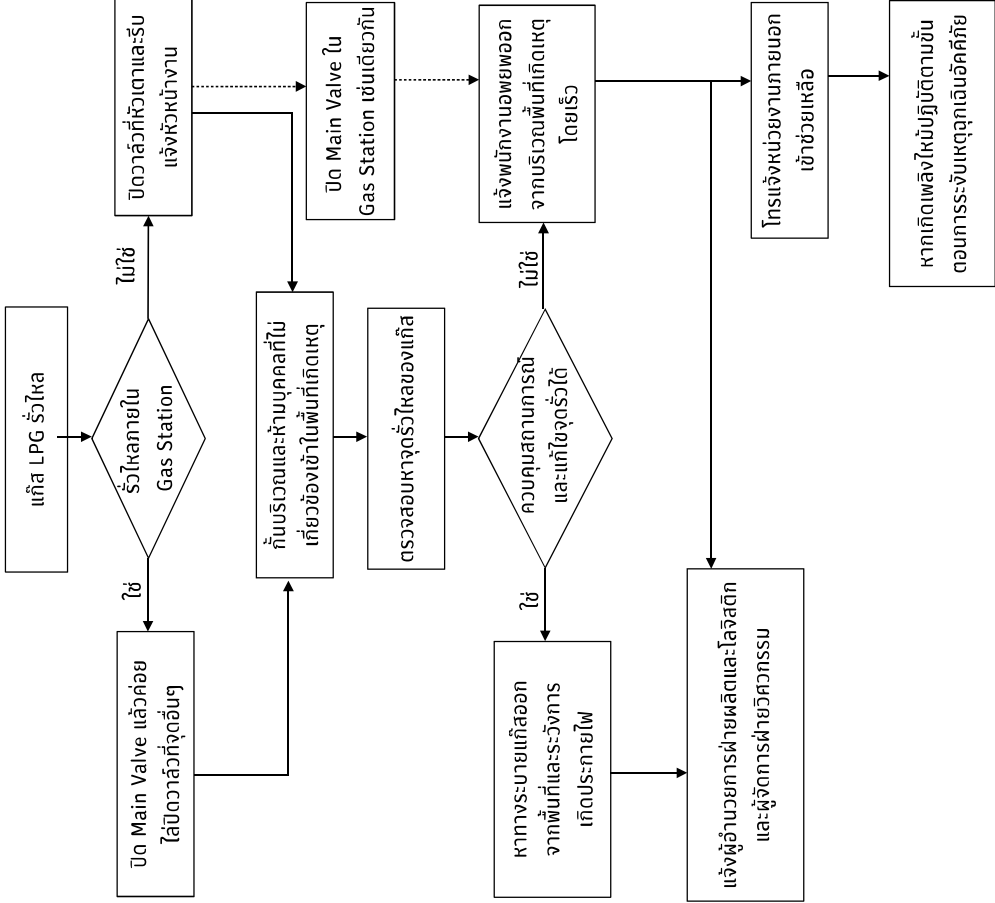 แก๊ส LPG รั่วไหล
รั่วไหลภายใน
Gas Station
ใช่
ไม่ใช่
ปิด Main Valve แล้วค่อย
ไล่ปิดวาล์วที่จุดอื่นๆ
ปิดวาล์วที่หัวเตาและรีบ
แจ้งหัวหน้างาน
กั้นบริเวณและห้ามบุคคลที่ไม่
เกี่ยวข้องเข้าในพื้นที่เกิดเหตุ
ปิด Main Valve ใน
Gas Station เช่นเดียวกัน
ตรวจสอบหาจุดรั่วไหลของแก๊ส
ควบคุมสถานการณ์
และแก้ไขจุดรั่วได้
ใช่
ไม่ใช่
หาทางระบายแก๊สออก
จากพื้นที่และระวังการ
เกิดประกายไฟ
แจ้งพนักงานอพยพออก
จากบริเวณพื้นที่เกิดเหตุ
โดยเร็ว
แจ้งผู้อำนวยการฝ่ายผลิตและโลจิสติก
และผู้จัดการฝ่ายวิศวกรรม
โทรแจ้งหน่วยงานภายนอก
เข้าช่วยเหลือ
หากเกิดเพลิงไหม้ปฏิบัติตามขั้น
ตอนการระงับเหตุฉุกเฉินอัคคีภัย